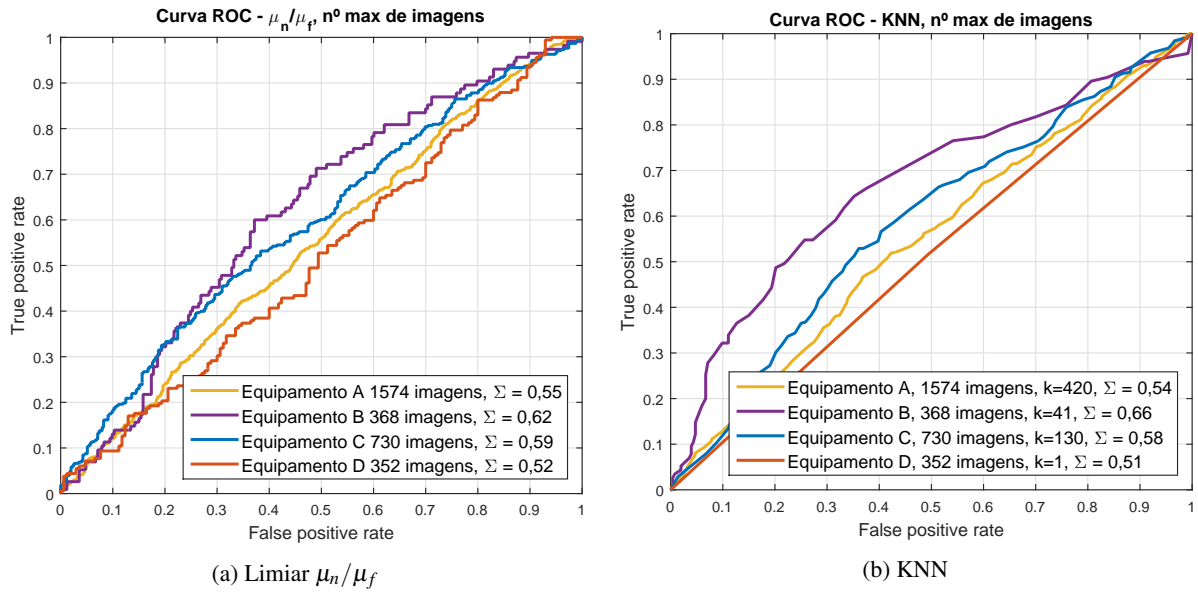 Curva ROC - μn/μf, nº max de imagens
1
0.9
0.8
0.7
0.6
0.5
0.4
0.3
0.2
0.1
0
True positive rate
Equipamento A 1574 imagens, Σ = 0,55
Equipamento B 368 imagens, Σ = 0,62
Equipamento C 730 imagens, Σ = 0,59
Equipamento D 352 imagens, Σ = 0,52
0 0.1 0.2 0.3 0.4 0.5 0.6 0.7 0.8 0.9 1
False positive rate
(a) Limiar μn/μf
Curva ROC - KNN, nº max de imagens
1
0.9
0.8
0.7
0.6
0.5
0.4
0.3
0.2
0.1
0
True positive rate
Equipamento A, 1574 imagens, k=420, Σ = 0,54
Equipamento B, 368 imagens, k=41, Σ = 0,66
Equipamento C, 730 imagens, k=130, Σ = 0,58
Equipamento D, 352 imagens, k=1, Σ = 0,51
0 0.1 0.2 0.3 0.4 0.5 0.6 0.7 0.8 0.9 1
False positive rate
(b) KNN